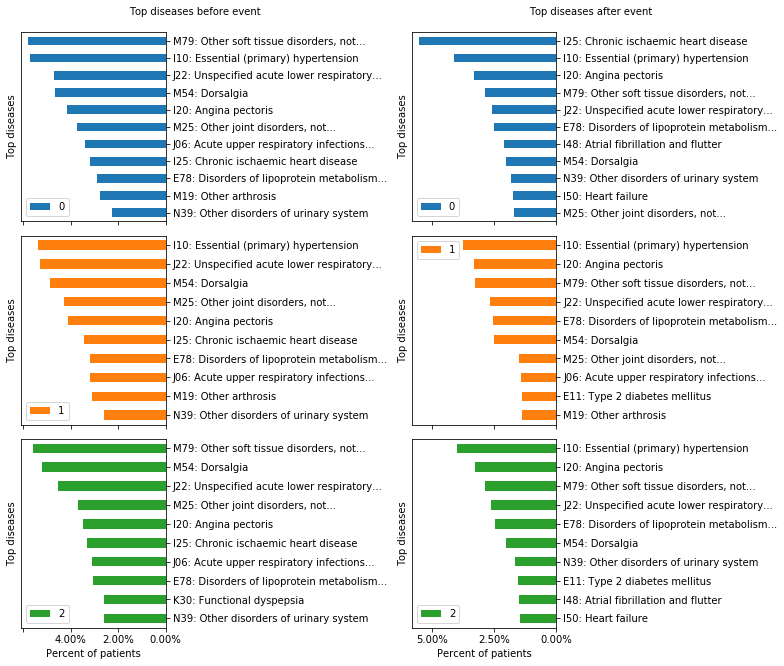 Top diseases before event
Top diseases
M79: Other soft tissue disorders, not...
I10: Essential (primary) hypertension
J22: Unspecified acute lower respiratory...
M54: Dorsalgia
I20: Angina pectoris
M25: Other joint disorders, not...
J06: Acute upper respiratory infections...
I25: Chronic ischaemic heart disease
E78: Disorders of lipoprotein metabolism...
M19: Other arthrosis
N39: Other disorders of urinary system
0
Top diseases
I10: Essential (primary) hypertension
J22: Unspecified acute lower respiratory...
M54: Dorsalgia
M25: Other joint disorders, not...
I20: Angina pectoris
I25: Chronic ischaemic heart disease
E78: Disorders of lipoprotein metabolism...
J06: Acute upper respiratory infections...
M19: Other arthrosis
N39: Other disorders of urinary system
1
Top diseases
M79: Other soft tissue disorders, not...
M54: Dorsalgia
J22: Unspecified acute lower respiratory...
M25: Other joint disorders, not...
I20: Angina pectoris
I25: Chronic ischaemic heart disease
J06: Acute upper respiratory infections...
E78: Disorders of lipoprotein metabolism...
K30: Functional dyspepsia
N39: Other disorders of urinary system
2
4.00% 2.00% 0.00%
Percent of patients
Top diseases after event
Top diseases
I25: Chronic ischaemic heart disease
I10: Essential (primary) hypertension
I20: Angina pectoris
M79: Other soft tissue disorders, not...
J22: Unspecified acute lower respiratory...
E78: Disorders of lipoprotein metabolism...
I48: Atrial fibrillation and flutter
M54: Dorsalgia
N39: Other disorders of urinary system
I50: Heart failure
M25: Other joint disorders, not...
0
Top diseases
1
I10: Essential (primary) hypertension
I20: Angina pectoris
M79: Other soft tissue disorders, not...
J22: Unspecified acute lower respiratory...
E78: Disorders of lipoprotein metabolism...
M54: Dorsalgia
M25: Other joint disorders, not...
J06: Acute upper respiratory infections...
E11: Type 2 diabetes mellitus
M19: Other arthrosis
Top diseases
I10: Essential (primary) hypertension
I20: Angina pectoris
M79: Other soft tissue disorders, not...
J22: Unspecified acute lower respiratory...
E78: Disorders of lipoprotein metabolism...
M54: Dorsalgia
N39: Other disorders of urinary system
E11: Type 2 diabetes mellitus
I48: Atrial fibrillation and flutter
I50: Heart failure
2
5.00% 2.50% 0.00%
Percent of patients